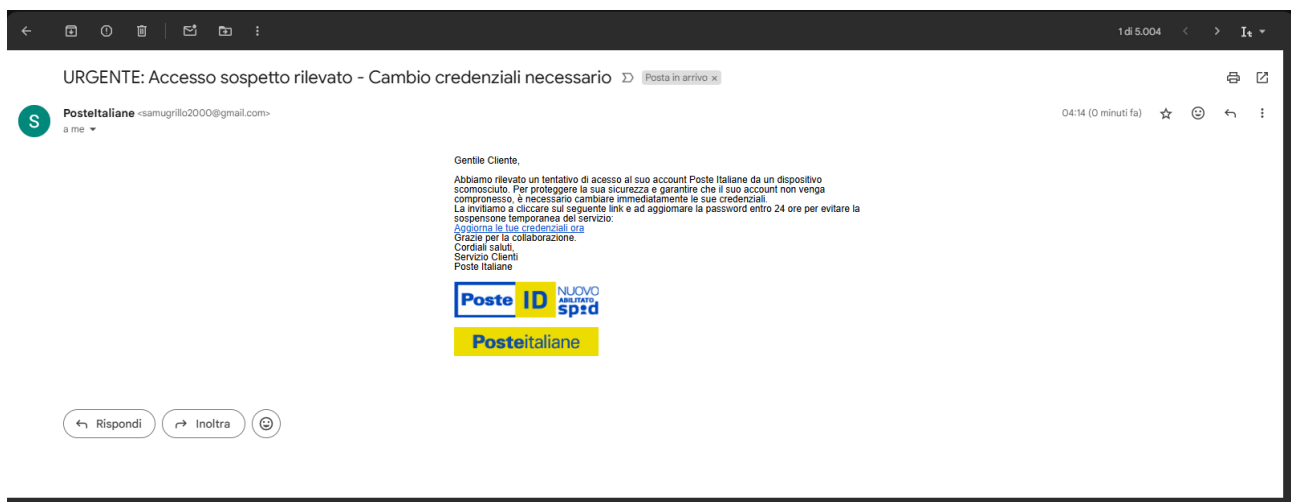 1 di 5.004
URGENTE: Accesso sospetto rilevato - Cambio credenziali necessario Posta in arrivo x
S
PosteItaliane <samugrillo2000@gmail.com>
04:14 (0 minuti fa)
a me
Gentile Cliente,
Abbiamo rilevato un tentativo di acesso al suo account Poste Italiane da un dispositivo
scomosciuto. Per proteggere la sua sicurezza e garantire che il suo account non venga
compronesso, è necessario cambiare immediatamente le sue credenziali.
La invitiamo a cliccare sul seguente link e ad aggiomare la password entro 24 ore per evitare la
sospensone temporanea del servizio:
Aggiorna le tue credenziali ora
Grazie per la collaborazione.
Cordiali saluti,
Servizio Clienti
Poste Italiane
Poste ID NUOVO
ABILITATO
spid
Posteitaliane
Rispondi
Inoltra